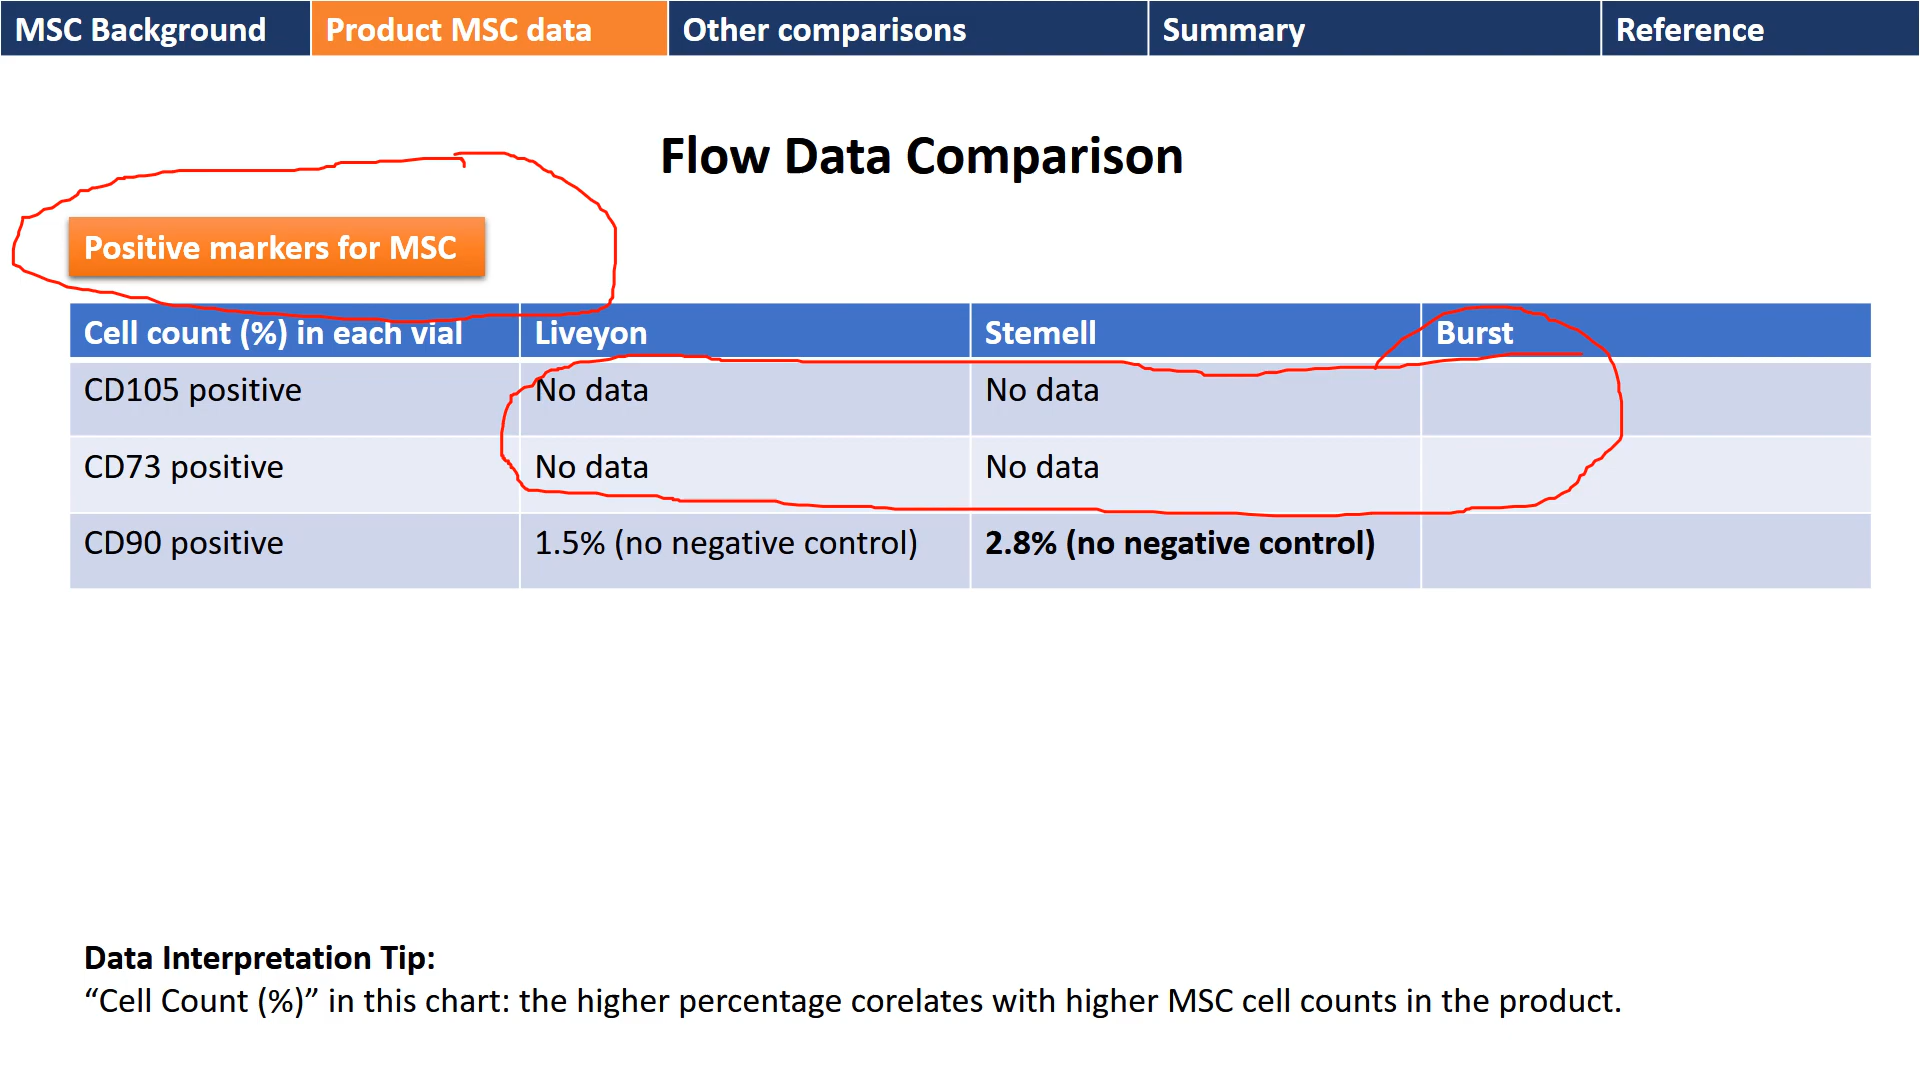 MSC Background Product MSC data Other comparisons Summary Reference
Flow Data Comparison
Positive markers for MSC
Cell count (%) in each vial Liveyon Stemell Burst
CD105 positive No data No data
CD73 positive No data No data
CD90 positive 1.5% (no negative control) 2.8% (no negative control)
Data Interpretation Tip:
“Cell Count (%)” in this chart: the higher percentage corelates with higher MSC cell counts in the product.